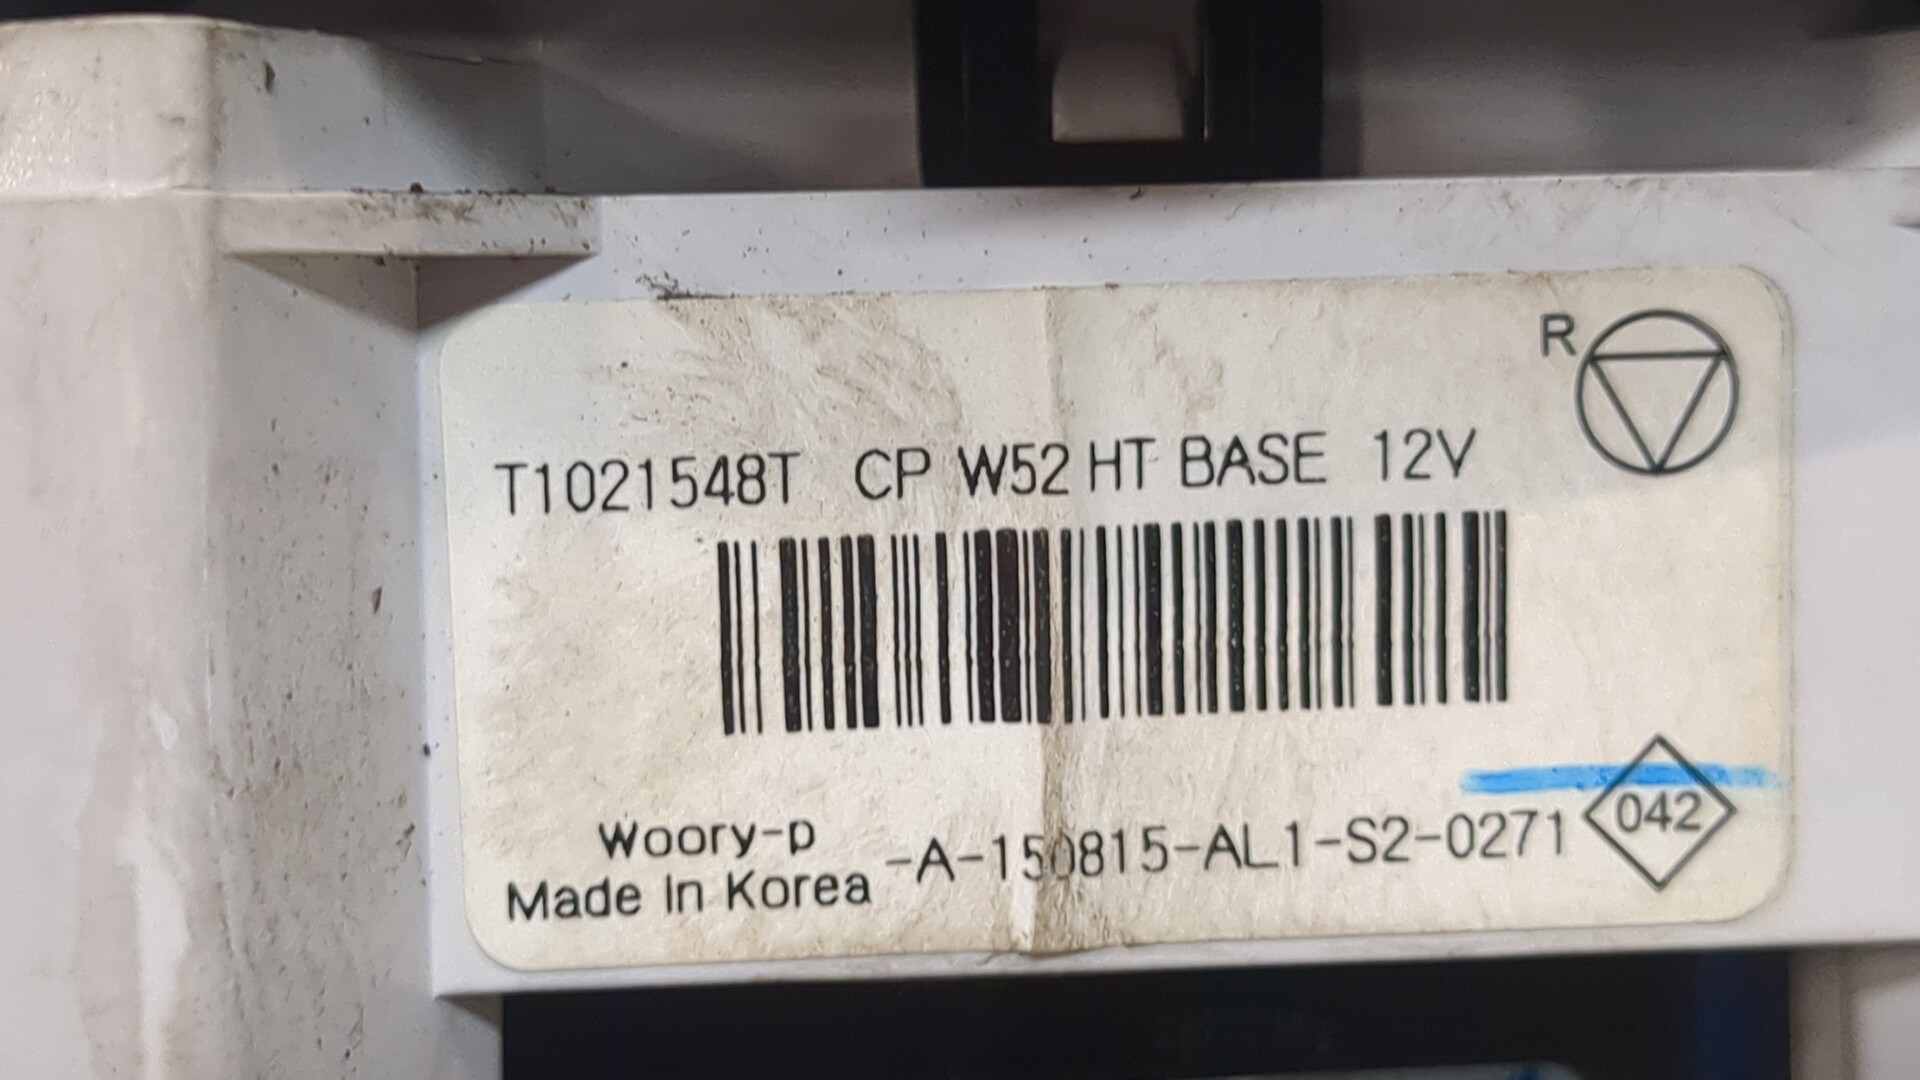 R
T1021548T CP W52 HT BASE 12V
Woory-p
Made in Korea
-A-150815-AL1-S2-0271
042